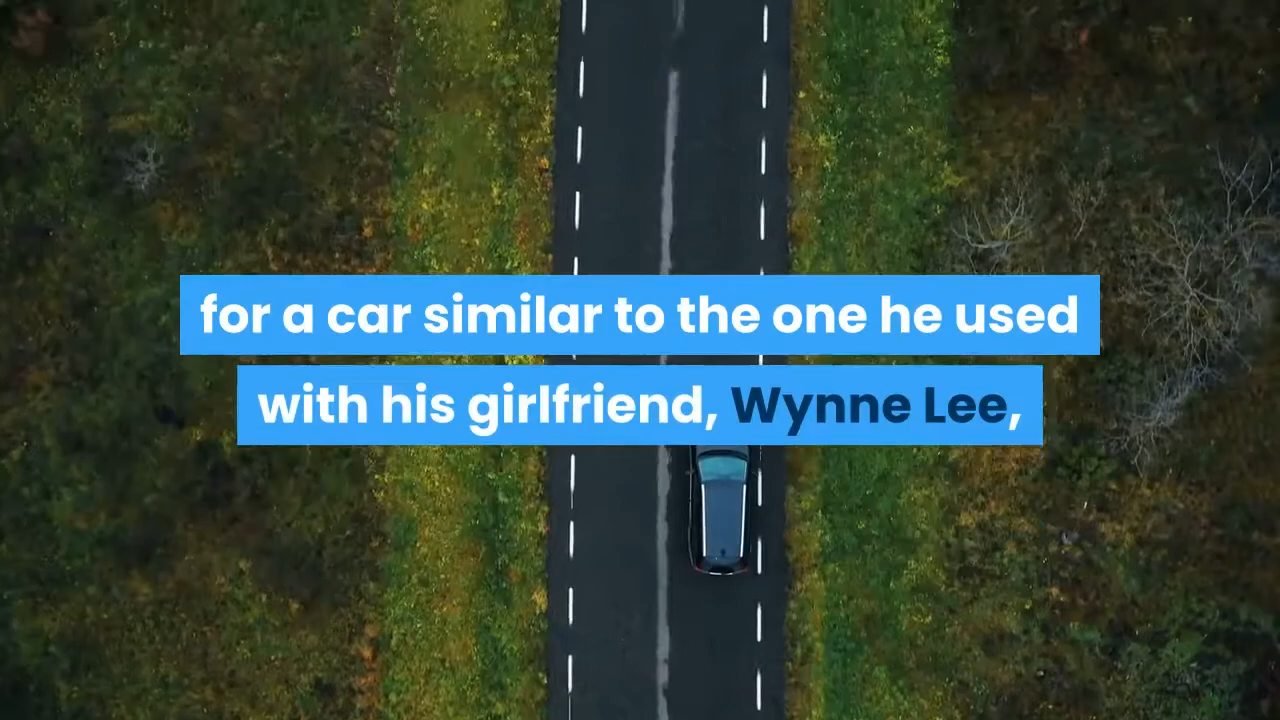 for a car similar to the one he used
with his girlfriend, Wynne Lee,